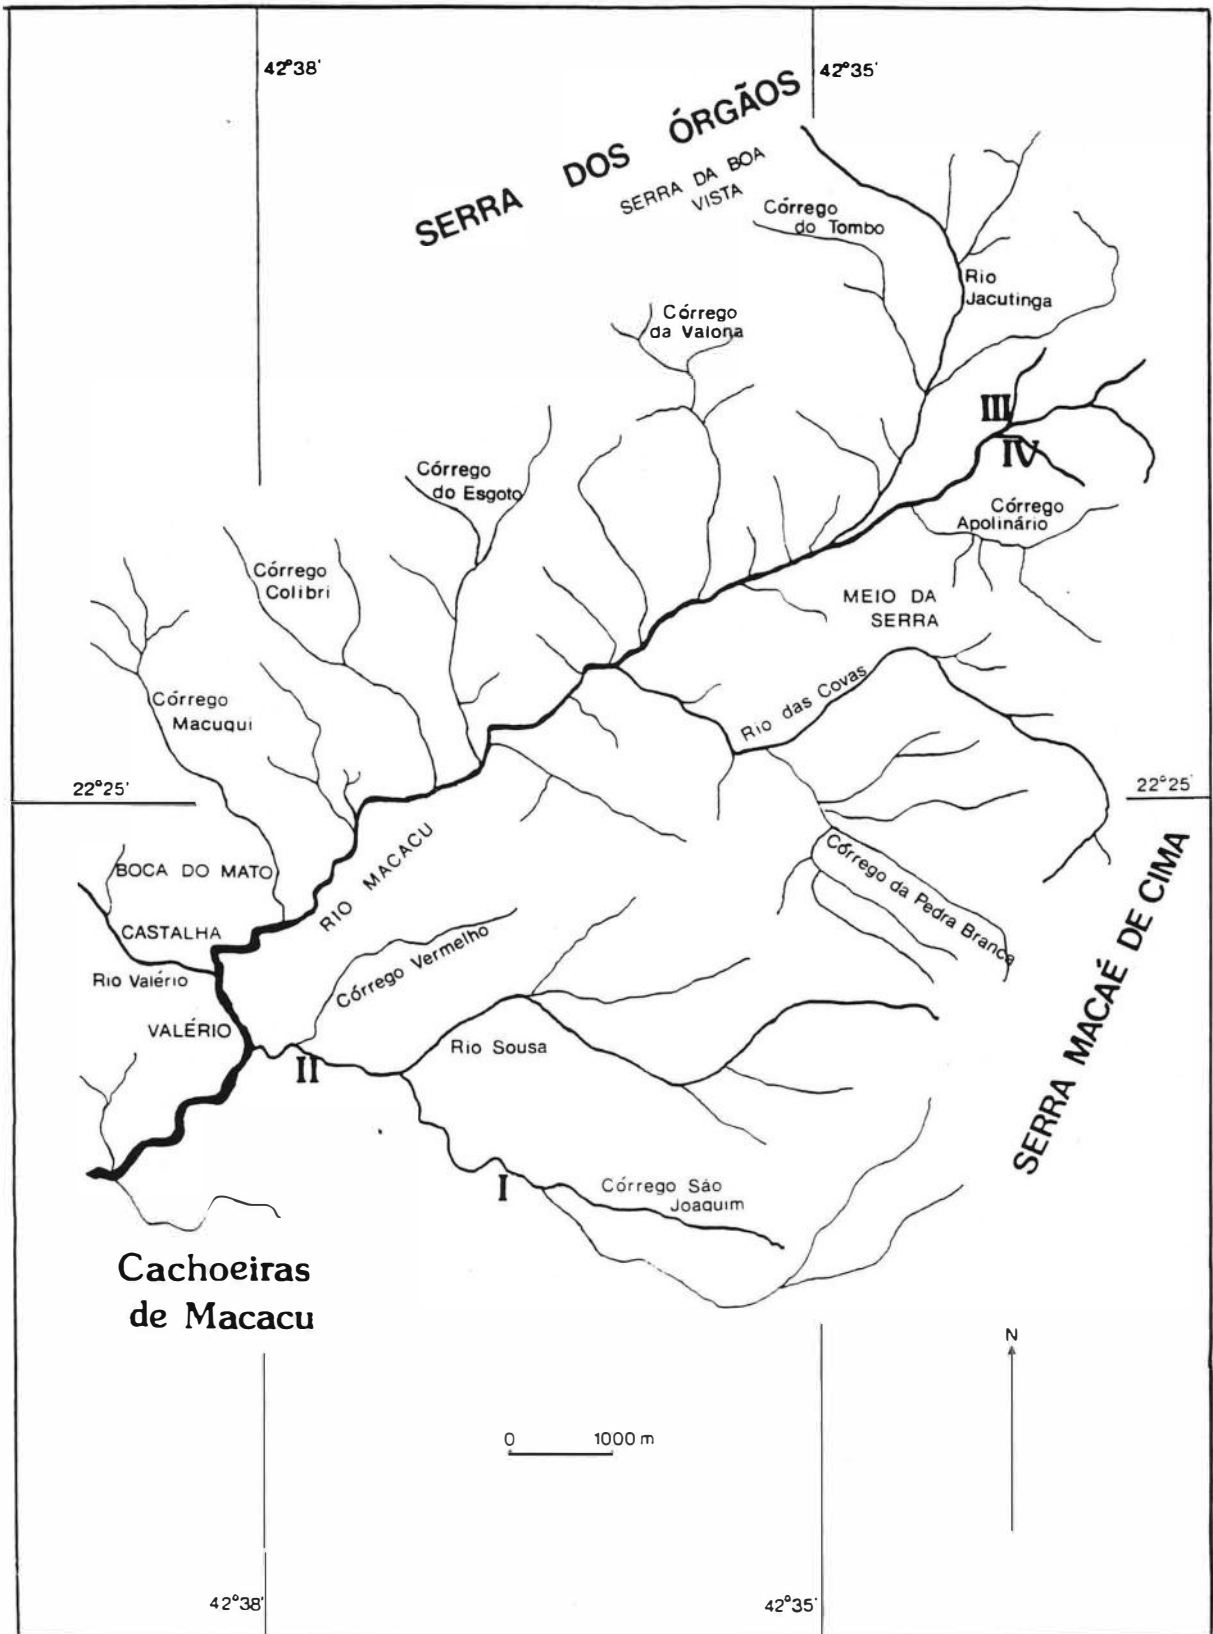 42°38'
42°35'
SERRA DOS ÓRGÃOS
SERRA DA BOA
VISTA
Córrego
do Tombo
Rio
Jacutinga
Córrego
da Valona
III
IV
Córrego
do Esgoto
Córrego
Apolinário
Córrego
Colibri
MEIO DA
SERRA
Córrego
Macuqui
Rio das Covas
22°25'
22°25'
RIO MACACU
BOCA DO MATO
Córrego da Pedra Branca
CASTALHA
Córrego Vermelho
Rio Valério
VALÉRIO
Rio Sousa
II
SERRA MACAÉ DE CIMA
I
Córrego São
Joaquim
Cachoeiras
de Macacu
N
0 1000 m
42°38'
42°35'